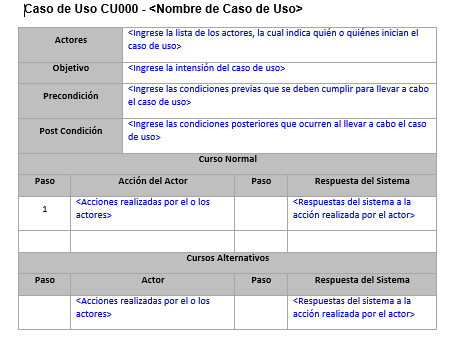 Caso de Uso CU000 - <Nombre de Caso de Uso>
Actores
<Ingrese la lista de los actores, la cual indica quién o quiénes inician el
caso de uso>
Objetivo
<Ingrese la intensión del caso de uso>
Precondición
<Ingrese las condiciones previas que se deben cumplir para llevar a cabo
el caso de uso>
Post Condición
<Ingrese las condiciones posteriores que ocurren al llevar a cabo el caso
de uso>
Curso Normal
Paso Acción del Actor Paso Respuesta del Sistema
1 <Acciones realizadas por el o los <Respuestas del sistema a la
actores> acción realizada por el actor>
Cursos Alternativos
Paso Actor Paso Respuesta del Sistema
<Acciones realizadas por el o los <Respuestas del sistema a la
actores> acción realizada por el actor>